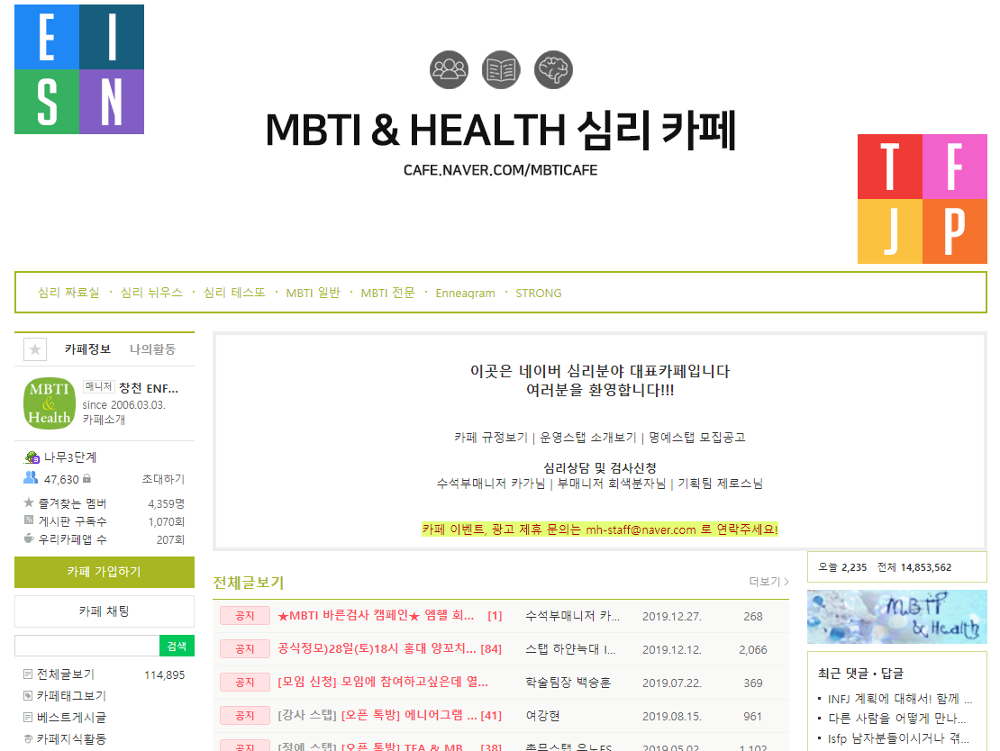 E I
S N
MBTI & HEALTH 심리 카페
CAFE.NAVER.COM/MBTICAFE
T F
J P
심리 짜료실 · 심리 뉘우스 · 심리 테스또 · MBTI 일반 · MBTI 전문 · Enneagram · STRONG
카페정보 나의활동
MBTI
&
Health
매니저 창천 ENF...
since 2006.03.03.
카페소개
나무3단계
47,630 초대하기
즐겨찾는 멤버 4,359명
게시판 구독수 1,070회
우리카페앱 수 207회
카페 가입하기
카페 채팅
검색
전체글보기 114,895
카페태그보기
베스트게시글
카페지식활동
이곳은 네이버 심리분야 대표카페입니다
여러분을 환영합니다!!!
카페 규정보기 | 운영스탭 소개보기 | 명예스탭 모집공고
심리상담 및 검사신청
수석부매니저 카가님 | 부매니저 회색분자님 | 기획팀 제로스님
카페 이벤트, 광고 제휴 문의는 mh-staff@naver.com 로 연락주세요!
전체글보기 더보기 >
공지 ★MBTI 바른검사 캠페인★ 엠헬 회... [1] 수석부매니저 카... 2019.12.27. 268
공지 공식정모)28일(토)18시 홍대 양꼬치... [84] 스탭 하얀늑대 I... 2019.12.12. 2,066
공지 [모임 신청] 모임에 참여하고싶은데 열... 학술팀장 백승훈 2019.07.22. 369
공지 [강사 스탭] [오픈 톡방] 에니어그램 ... [41] 여강현 2019.08.15. 961
공지 [정예 스탭] [오픈 톡방] TFA & MB... [38] 2019.05.02. 1,102
오늘 2,235 전체 14,853,562
MBTI
& Health
최근 댓글 · 답글
INFJ 계획에 대해서! 함께 ...
다른 사람을 어떻게 만나...
Isfp 남자분들이시거나 겪...